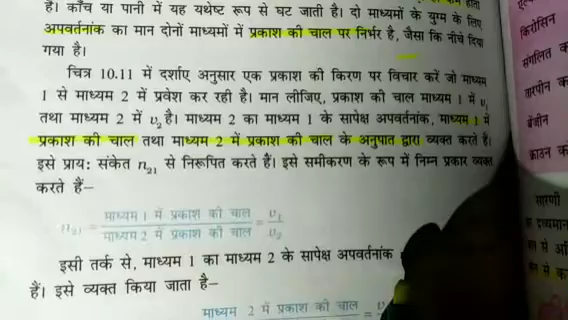 है। काँच या पानी में यह यथेष्ट रूप से घट जाती है। दो माध्यमों के युग्म के लिए
अपवर्तनांक का मान दोनों माध्यमों में प्रकाश की चाल पर निर्भर है, जैसा कि नीचे दिया
गया है।
चित्र 10.11 में दर्शाए अनुसार एक प्रकाश की किरण पर विचार करें जो माध्यम
1 से माध्यम 2 में प्रवेश कर रही है। मान लीजिए, प्रकाश की चाल माध्यम 1 में v₁
तथा माध्यम 2 में v₂ है। माध्यम 2 का माध्यम 1 के सापेक्ष अपवर्तनांक, माध्यम 1 में
प्रकाश की चाल तथा माध्यम 2 में प्रकाश की चाल के अनुपात द्वारा व्यक्त करते हैं।
इसे प्राय: संकेत n₂₁ से निरूपित करते हैं। इसे समीकरण के रूप में निम्न प्रकार व्यक्त
करते हैं–
n₂₁ = माध्यम 1 में प्रकाश की चाल / माध्यम 2 में प्रकाश की चाल = v₁ / v₂
इसी तर्क से, माध्यम 1 का माध्यम 2 के सापेक्ष अपवर्तनांक
हैं। इसे व्यक्त किया जाता है–
माध्यम 2 में प्रकाश की चाल
किरोसिन
तारपीन
बेंजीन
क्राउन
सारणी